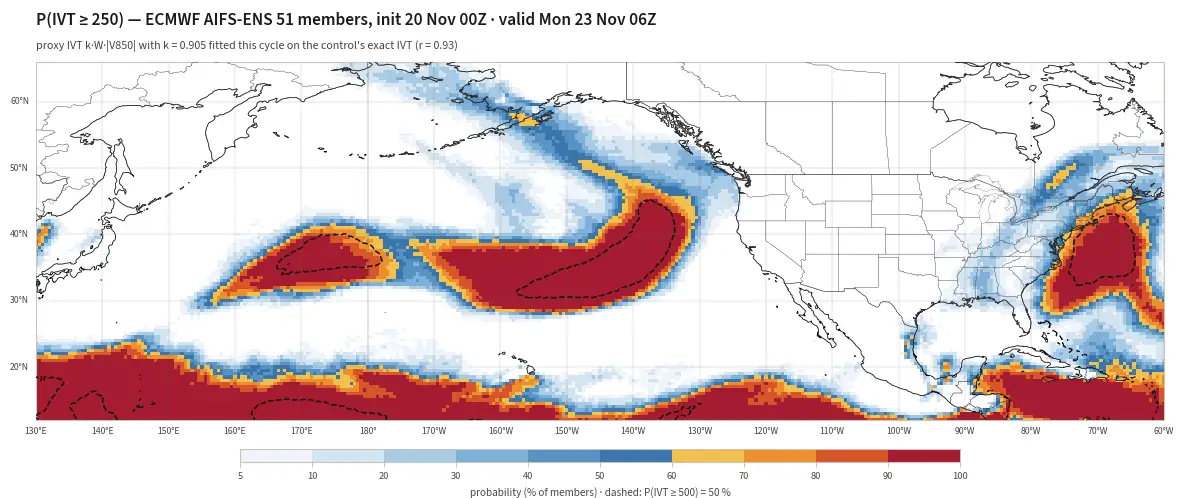 P(IVT ≥ 250) — ECMWF AIFS-ENS 51 members, init 20 Nov 00Z · valid Mon 23 Nov 06Z
proxy IVT k·W·|V850| with k = 0.905 fitted this cycle on the control's exact IVT (r = 0.93)
60°N
50°N
40°N
30°N
20°N
130°E 140°E 150°E 160°E 170°E 180° 170°W 160°W 150°W 140°W 130°W 120°W 110°W 100°W 90°W 80°W 70°W 60°W
5 10 20 30 40 50 60 70 80 90 100
probability (% of members) · dashed: P(IVT ≥ 500) = 50 %